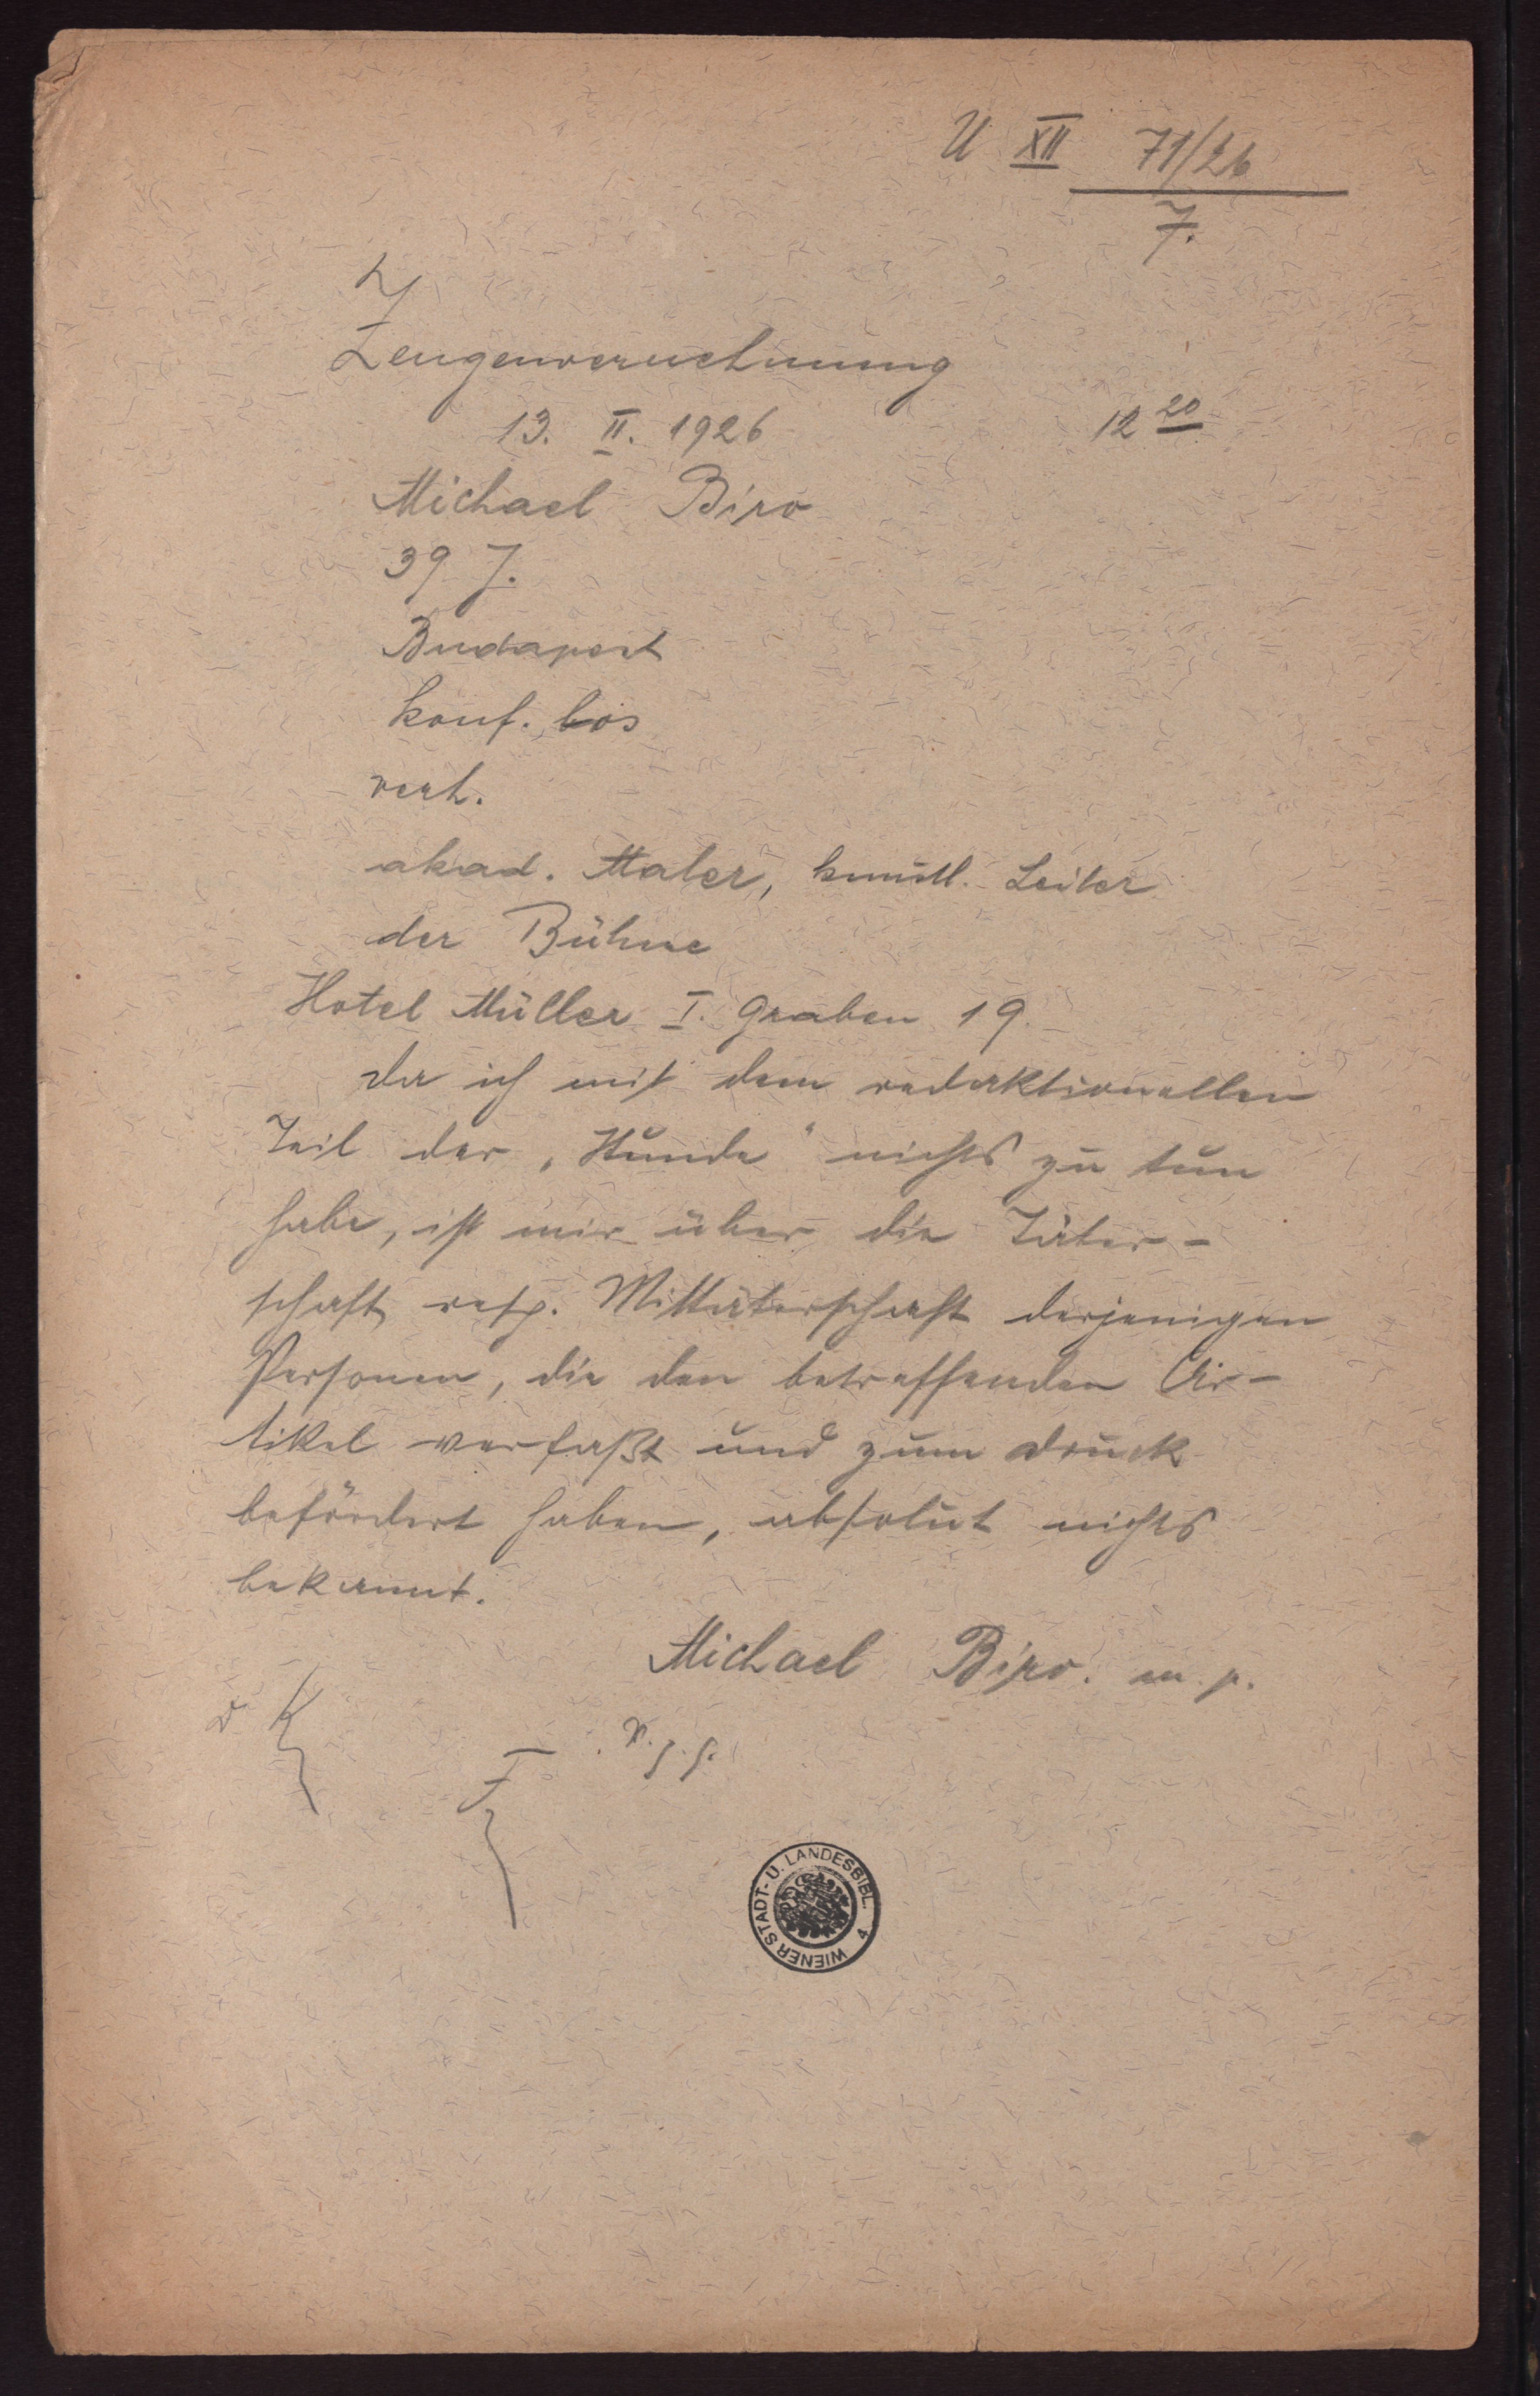 U XII 71/26
7.
Zeugenvernehmung
13. II. 1926 12 20
Michael Biro
39 J.
Budapest
konf. los
verh.
akad. Maler, künstl. Leiter
der Bühne
Hotel Müller I. Graben 19.
Da ich mit dem redaktionellen
Teil der „Stunde" nichts zu tun
habe, ist mir über die Täter-
schaft resp. Mittäterschaft derjenigen
Personen, die den betreffenden Ar-
tikel verfaßt und zum Druck
befördert haben, absolut nichts
bekannt.
Michael Biro. m. p.
WIENER STADT- U. LANDESBIBL. 4